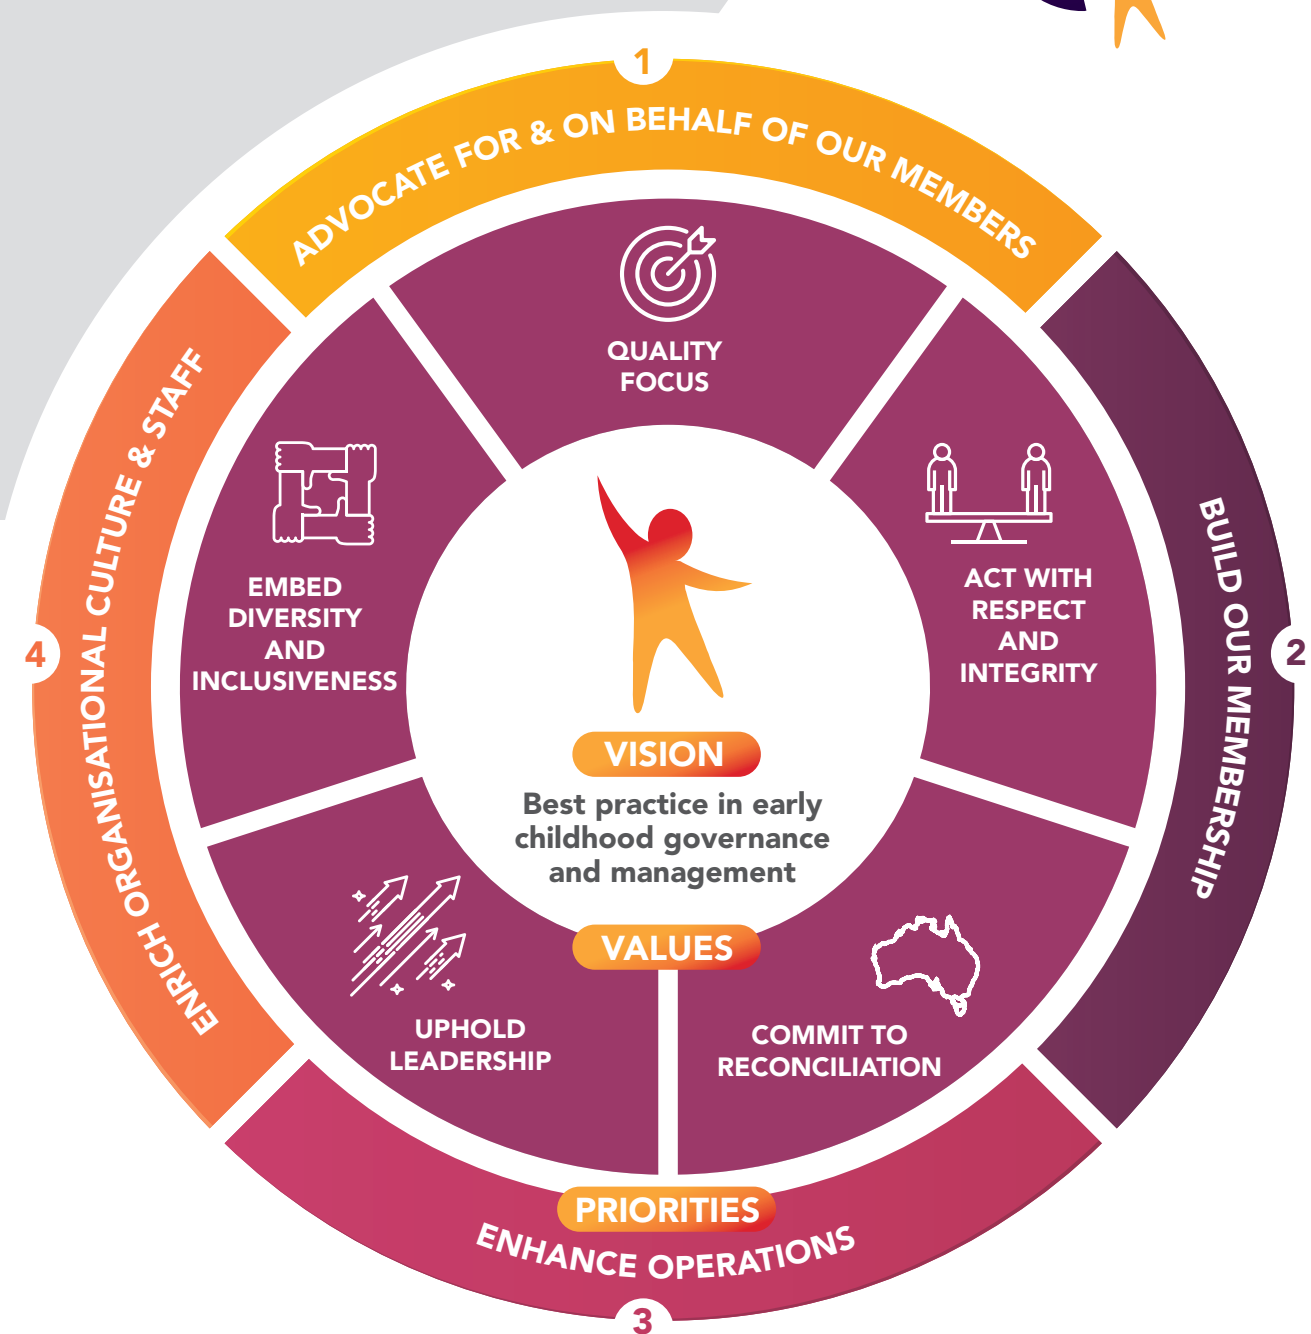 1
ADVOCATE FOR & ON BEHALF OF OUR MEMBERS
QUALITY
FOCUS
EMBED
DIVERSITY
AND
INCLUSIVENESS
ACT WITH
RESPECT
AND
INTEGRITY
4
ENRICH ORGANISATIONAL CULTURE & STAFF
BUILD OUR MEMBERSHIP
2
VISION
Best practice in early
childhood governance
and management
VALUES
UPHOLD
LEADERSHIP
COMMIT TO
RECONCILIATION
PRIORITIES
ENHANCE OPERATIONS
3